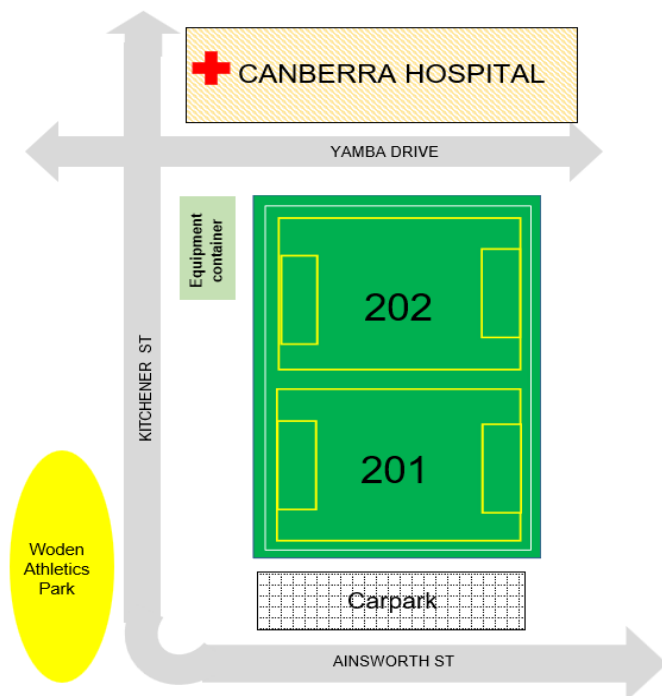 CANBERRA HOSPITAL
YAMBA DRIVE
Equipment
container
202
KITCHENER ST
201
Woden
Athletics
Park
Carpark
AINSWORTH ST